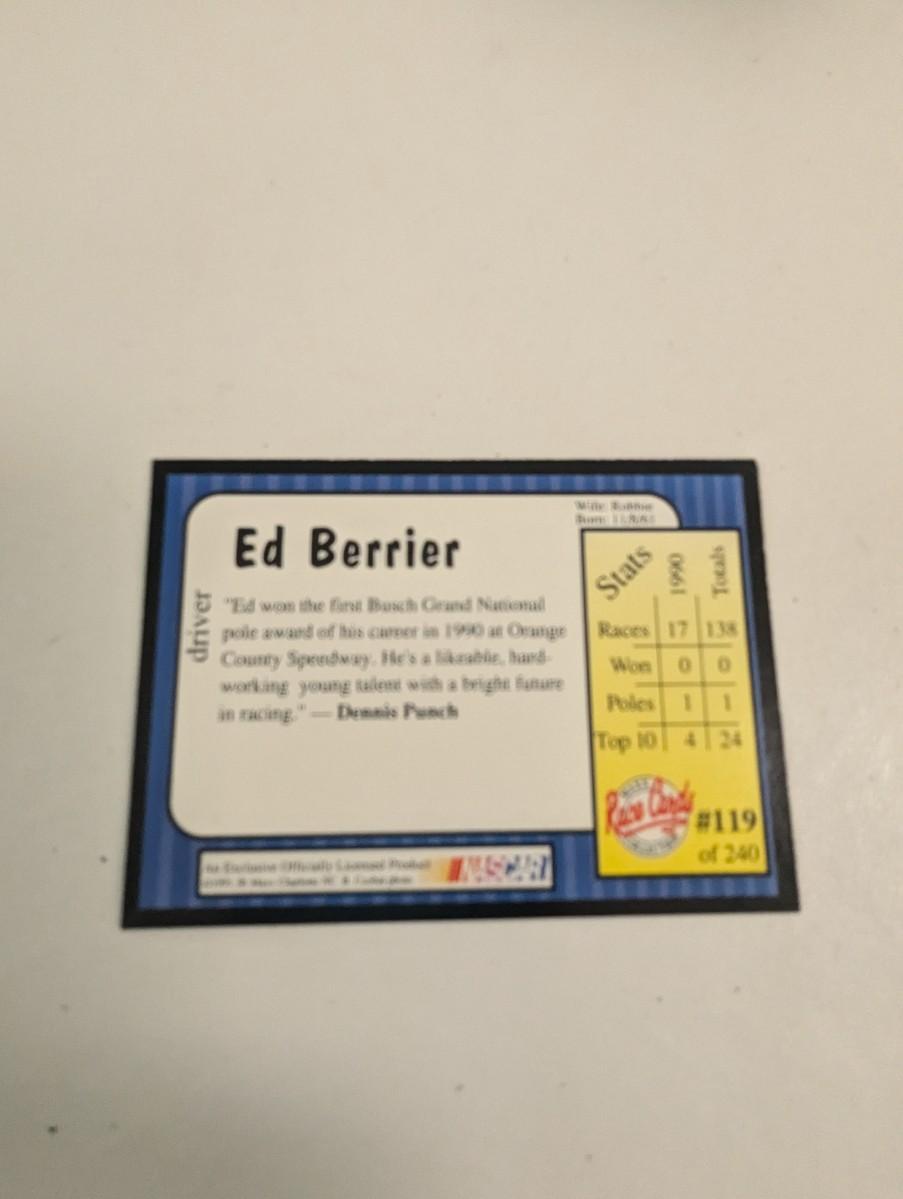 Ed Berrier
driver
"Ed won the first Busch Grand National
pole award of his career in 1990 at Orange
County Speedway. He's a likeable, hard-
working young talent with a bright future
in racing." — Dennis Punch
Wife:
Born:
Stats 1990 Totals
Races 17 138
Won 0 0
Poles 1 1
Top 10 4 24
Race Cards
#119
of 240
An Exclusive Officially Licensed Product
NASCAR